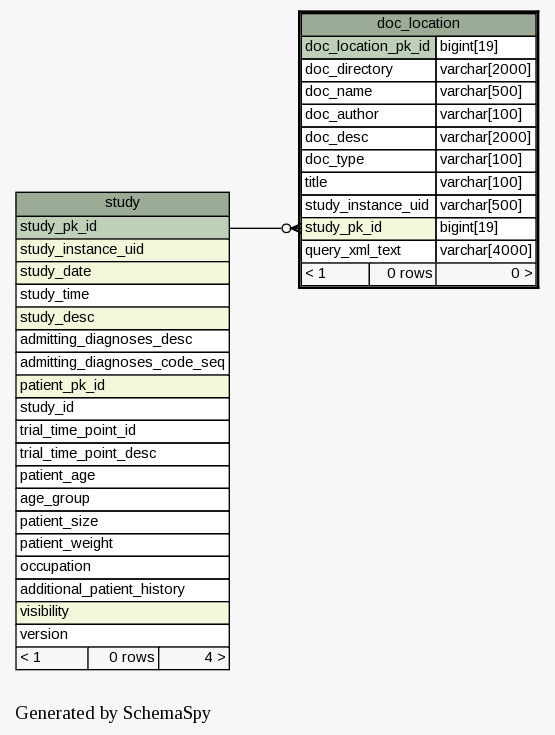 doc_location
doc_location_pk_id bigint[19]
doc_directory varchar[2000]
doc_name varchar[500]
doc_author varchar[100]
doc_desc varchar[2000]
doc_type varchar[100]
title varchar[100]
study_instance_uid varchar[500]
study_pk_id bigint[19]
query_xml_text varchar[4000]
< 1 0 rows 0 >
study
study_pk_id
study_instance_uid
study_date
study_time
study_desc
admitting_diagnoses_desc
admitting_diagnoses_code_seq
patient_pk_id
study_id
trial_time_point_id
trial_time_point_desc
patient_age
age_group
patient_size
patient_weight
occupation
additional_patient_history
visibility
version
< 1 0 rows 4 >
Generated by SchemaSpy